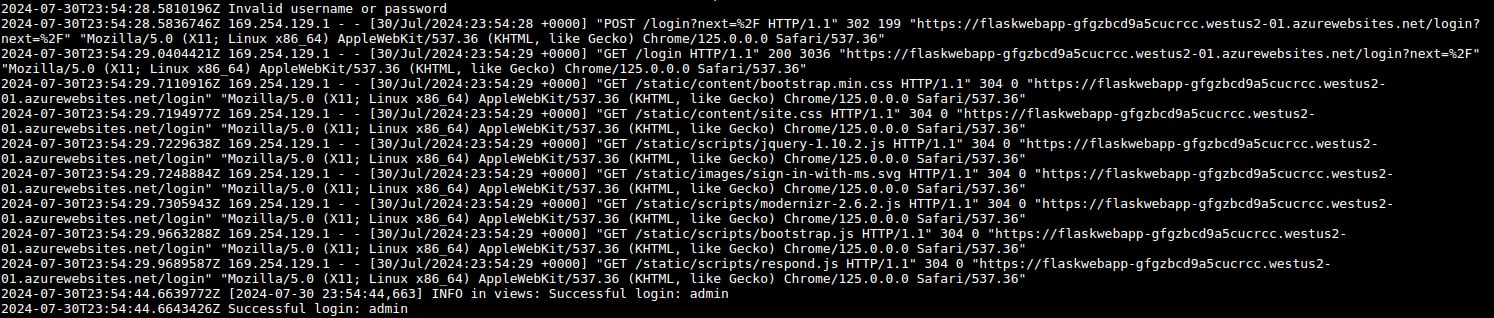 2024-07-30T23:54:28.5810196Z Invalid username or password
2024-07-30T23:54:28.5836746Z 169.254.129.1 - - [30/Jul/2024:23:54:28 +0000] "POST /login?next=%2F HTTP/1.1" 302 199 "https://flaskwebapp-gfgzbcd9a5cucrcc.westus2-01.azurewebsites.net/login?
next=%2F" "Mozilla/5.0 (X11; Linux x86_64) AppleWebKit/537.36 (KHTML, like Gecko) Chrome/125.0.0.0 Safari/537.36"
2024-07-30T23:54:29.0404421Z 169.254.129.1 - - [30/Jul/2024:23:54:29 +0000] "GET /login HTTP/1.1" 200 3036 "https://flaskwebapp-gfgzbcd9a5cucrcc.westus2-01.azurewebsites.net/login?next=%2F"
"Mozilla/5.0 (X11; Linux x86_64) AppleWebKit/537.36 (KHTML, like Gecko) Chrome/125.0.0.0 Safari/537.36"
2024-07-30T23:54:29.7110916Z 169.254.129.1 - - [30/Jul/2024:23:54:29 +0000] "GET /static/content/bootstrap.min.css HTTP/1.1" 304 0 "https://flaskwebapp-gfgzbcd9a5cucrcc.westus2-
01.azurewebsites.net/login" "Mozilla/5.0 (X11; Linux x86_64) AppleWebKit/537.36 (KHTML, like Gecko) Chrome/125.0.0.0 Safari/537.36"
2024-07-30T23:54:29.7194977Z 169.254.129.1 - - [30/Jul/2024:23:54:29 +0000] "GET /static/content/site.css HTTP/1.1" 304 0 "https://flaskwebapp-gfgzbcd9a5cucrcc.westus2-
01.azurewebsites.net/login" "Mozilla/5.0 (X11; Linux x86_64) AppleWebKit/537.36 (KHTML, like Gecko) Chrome/125.0.0.0 Safari/537.36"
2024-07-30T23:54:29.7229638Z 169.254.129.1 - - [30/Jul/2024:23:54:29 +0000] "GET /static/scripts/jquery-1.10.2.js HTTP/1.1" 304 0 "https://flaskwebapp-gfgzbcd9a5cucrcc.westus2-
01.azurewebsites.net/login" "Mozilla/5.0 (X11; Linux x86_64) AppleWebKit/537.36 (KHTML, like Gecko) Chrome/125.0.0.0 Safari/537.36"
2024-07-30T23:54:29.7248884Z 169.254.129.1 - - [30/Jul/2024:23:54:29 +0000] "GET /static/images/sign-in-with-ms.svg HTTP/1.1" 304 0 "https://flaskwebapp-gfgzbcd9a5cucrcc.westus2-
01.azurewebsites.net/login" "Mozilla/5.0 (X11; Linux x86_64) AppleWebKit/537.36 (KHTML, like Gecko) Chrome/125.0.0.0 Safari/537.36"
2024-07-30T23:54:29.7305943Z 169.254.129.1 - - [30/Jul/2024:23:54:29 +0000] "GET /static/scripts/modernizr-2.6.2.js HTTP/1.1" 304 0 "https://flaskwebapp-gfgzbcd9a5cucrcc.westus2-
01.azurewebsites.net/login" "Mozilla/5.0 (X11; Linux x86_64) AppleWebKit/537.36 (KHTML, like Gecko) Chrome/125.0.0.0 Safari/537.36"
2024-07-30T23:54:29.9663288Z 169.254.129.1 - - [30/Jul/2024:23:54:29 +0000] "GET /static/scripts/bootstrap.js HTTP/1.1" 304 0 "https://flaskwebapp-gfgzbcd9a5cucrcc.westus2-
01.azurewebsites.net/login" "Mozilla/5.0 (X11; Linux x86_64) AppleWebKit/537.36 (KHTML, like Gecko) Chrome/125.0.0.0 Safari/537.36"
2024-07-30T23:54:29.9689587Z 169.254.129.1 - - [30/Jul/2024:23:54:29 +0000] "GET /static/scripts/respond.js HTTP/1.1" 304 0 "https://flaskwebapp-gfgzbcd9a5cucrcc.westus2-
01.azurewebsites.net/login" "Mozilla/5.0 (X11; Linux x86_64) AppleWebKit/537.36 (KHTML, like Gecko) Chrome/125.0.0.0 Safari/537.36"
2024-07-30T23:54:44.6639772Z [2024-07-30 23:54:44,663] INFO in views: Successful login: admin
2024-07-30T23:54:44.6643426Z Successful login: admin